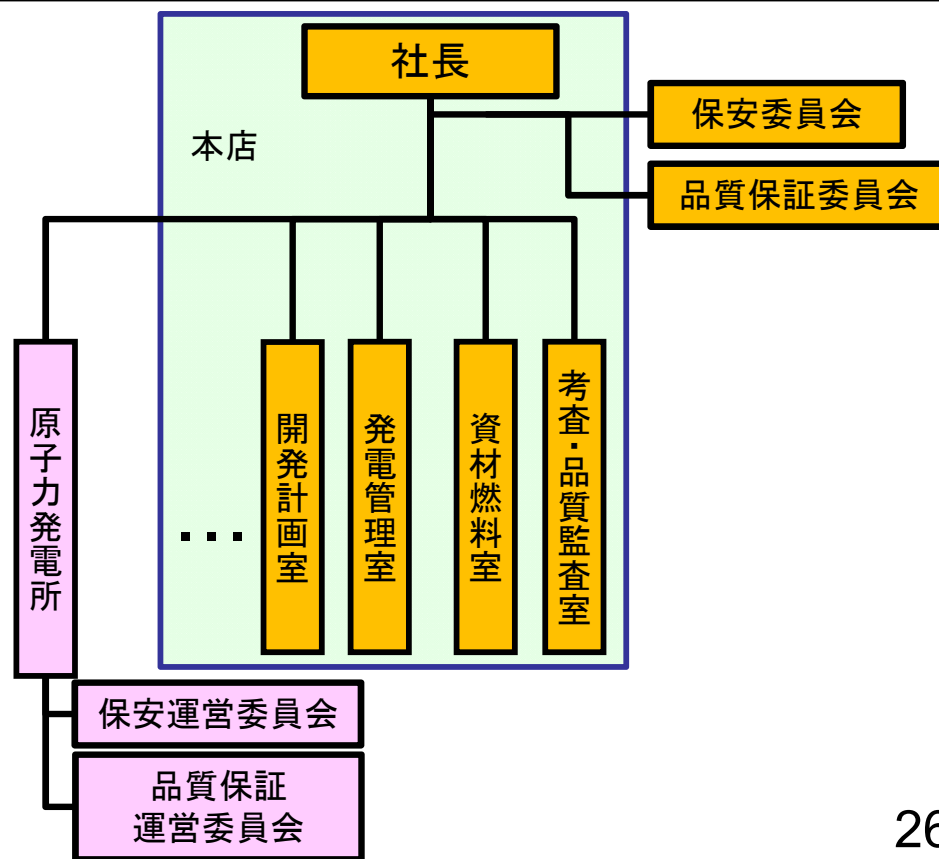 社長
本店
保安委員会
品質保証委員会
原子力発電所
・・・
開発計画室
発電管理室
資材燃料室
考査・品質監査室
保安運営委員会
品質保証
運営委員会
26